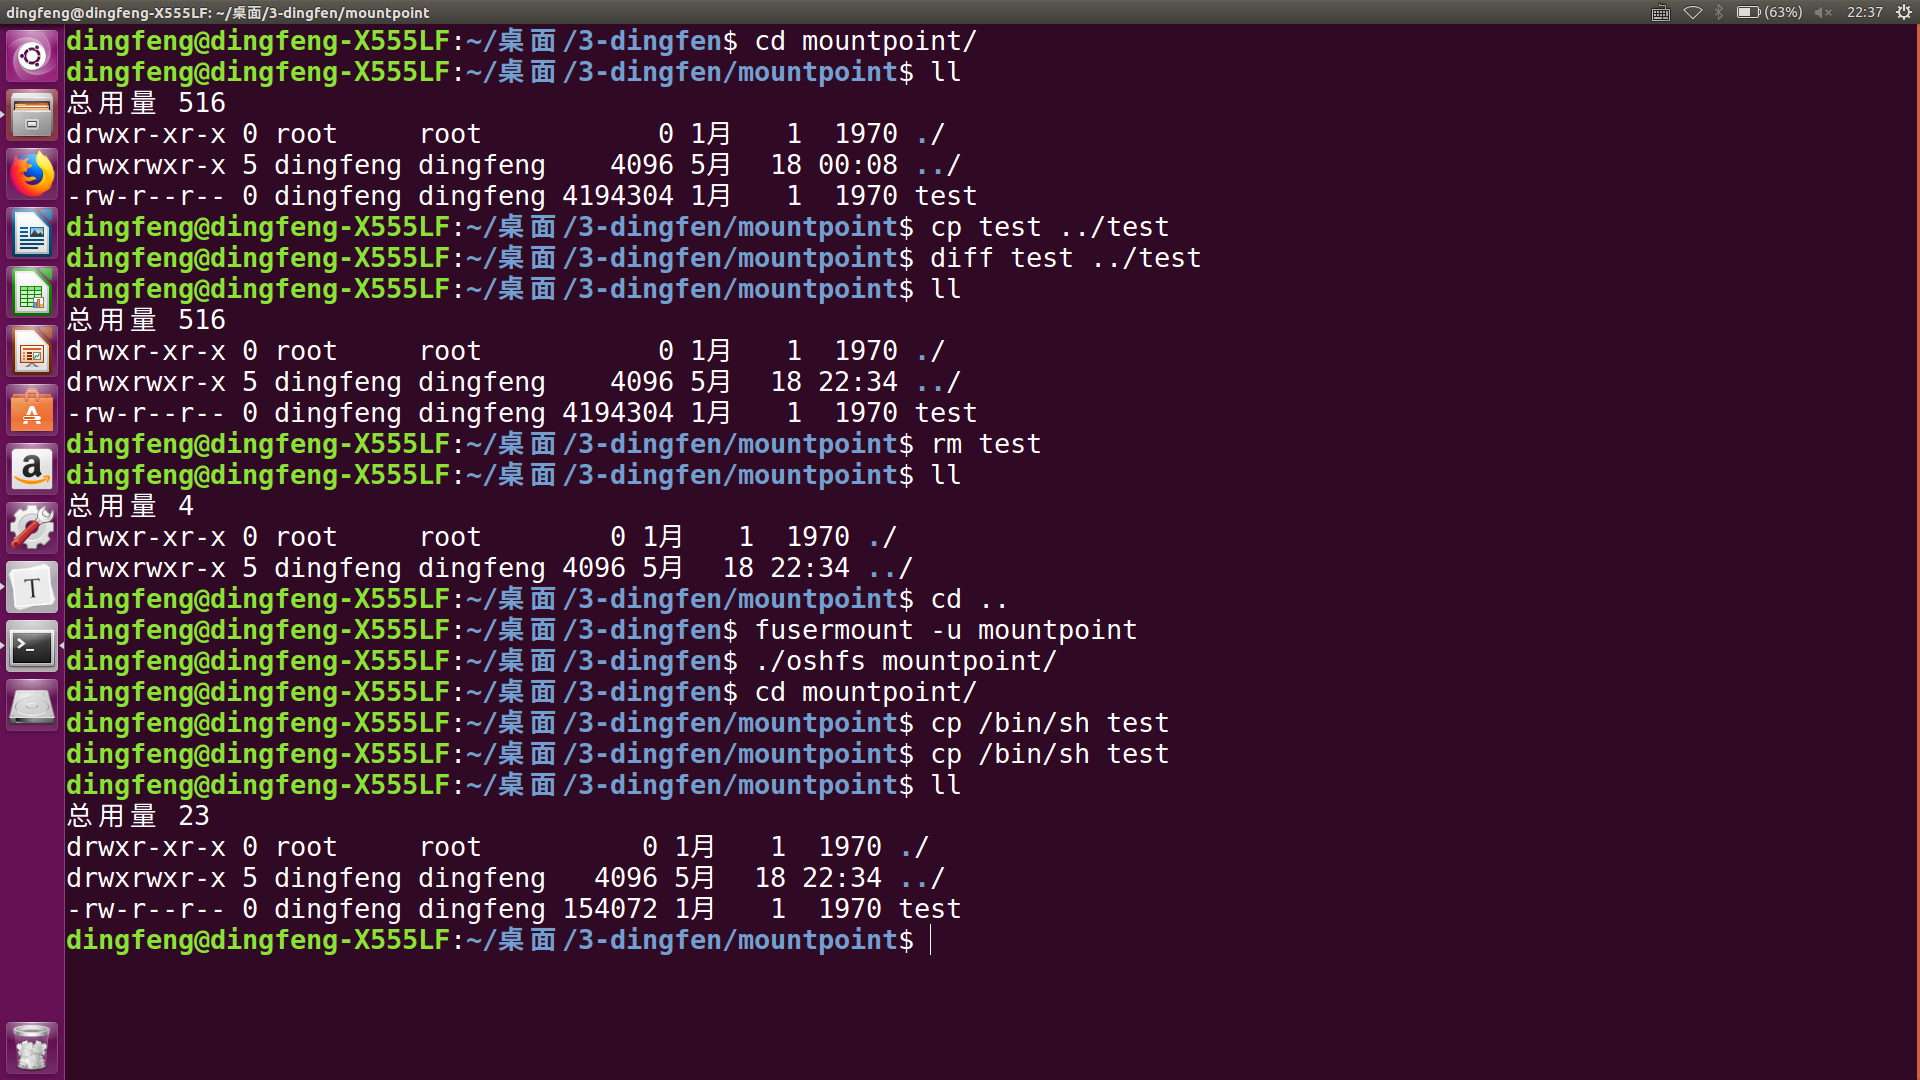 dingfeng@dingfeng-X555LF: ~/桌面/3-dingfen/mountpoint
(63%)
22:37
dingfeng@dingfeng-X555LF:~/桌面/3-dingfen$ cd mountpoint/
dingfeng@dingfeng-X555LF:~/桌面/3-dingfen/mountpoint$ ll
总用量 516
drwxr-xr-x 0 root     root           0 1月   1  1970 ./
drwxrwxr-x 5 dingfeng dingfeng    4096 5月  18 00:08 ../
-rw-r--r-- 0 dingfeng dingfeng 4194304 1月   1  1970 test
dingfeng@dingfeng-X555LF:~/桌面/3-dingfen/mountpoint$ cp test ../test
dingfeng@dingfeng-X555LF:~/桌面/3-dingfen/mountpoint$ diff test ../test
dingfeng@dingfeng-X555LF:~/桌面/3-dingfen/mountpoint$ ll
总用量 516
drwxr-xr-x 0 root     root           0 1月   1  1970 ./
drwxrwxr-x 5 dingfeng dingfeng    4096 5月  18 22:34 ../
-rw-r--r-- 0 dingfeng dingfeng 4194304 1月   1  1970 test
dingfeng@dingfeng-X555LF:~/桌面/3-dingfen/mountpoint$ rm test
dingfeng@dingfeng-X555LF:~/桌面/3-dingfen/mountpoint$ ll
总用量 4
drwxr-xr-x 0 root     root        0 1月   1  1970 ./
drwxrwxr-x 5 dingfeng dingfeng 4096 5月  18 22:34 ../
dingfeng@dingfeng-X555LF:~/桌面/3-dingfen/mountpoint$ cd ..
dingfeng@dingfeng-X555LF:~/桌面/3-dingfen$ fusermount -u mountpoint
dingfeng@dingfeng-X555LF:~/桌面/3-dingfen$ ./oshfs mountpoint/
dingfeng@dingfeng-X555LF:~/桌面/3-dingfen$ cd mountpoint/
dingfeng@dingfeng-X555LF:~/桌面/3-dingfen/mountpoint$ cp /bin/sh test
dingfeng@dingfeng-X555LF:~/桌面/3-dingfen/mountpoint$ cp /bin/sh test
dingfeng@dingfeng-X555LF:~/桌面/3-dingfen/mountpoint$ ll
总用量 23
drwxr-xr-x 0 root     root          0 1月   1  1970 ./
drwxrwxr-x 5 dingfeng dingfeng   4096 5月  18 22:34 ../
-rw-r--r-- 0 dingfeng dingfeng 154072 1月   1  1970 test
dingfeng@dingfeng-X555LF:~/桌面/3-dingfen/mountpoint$